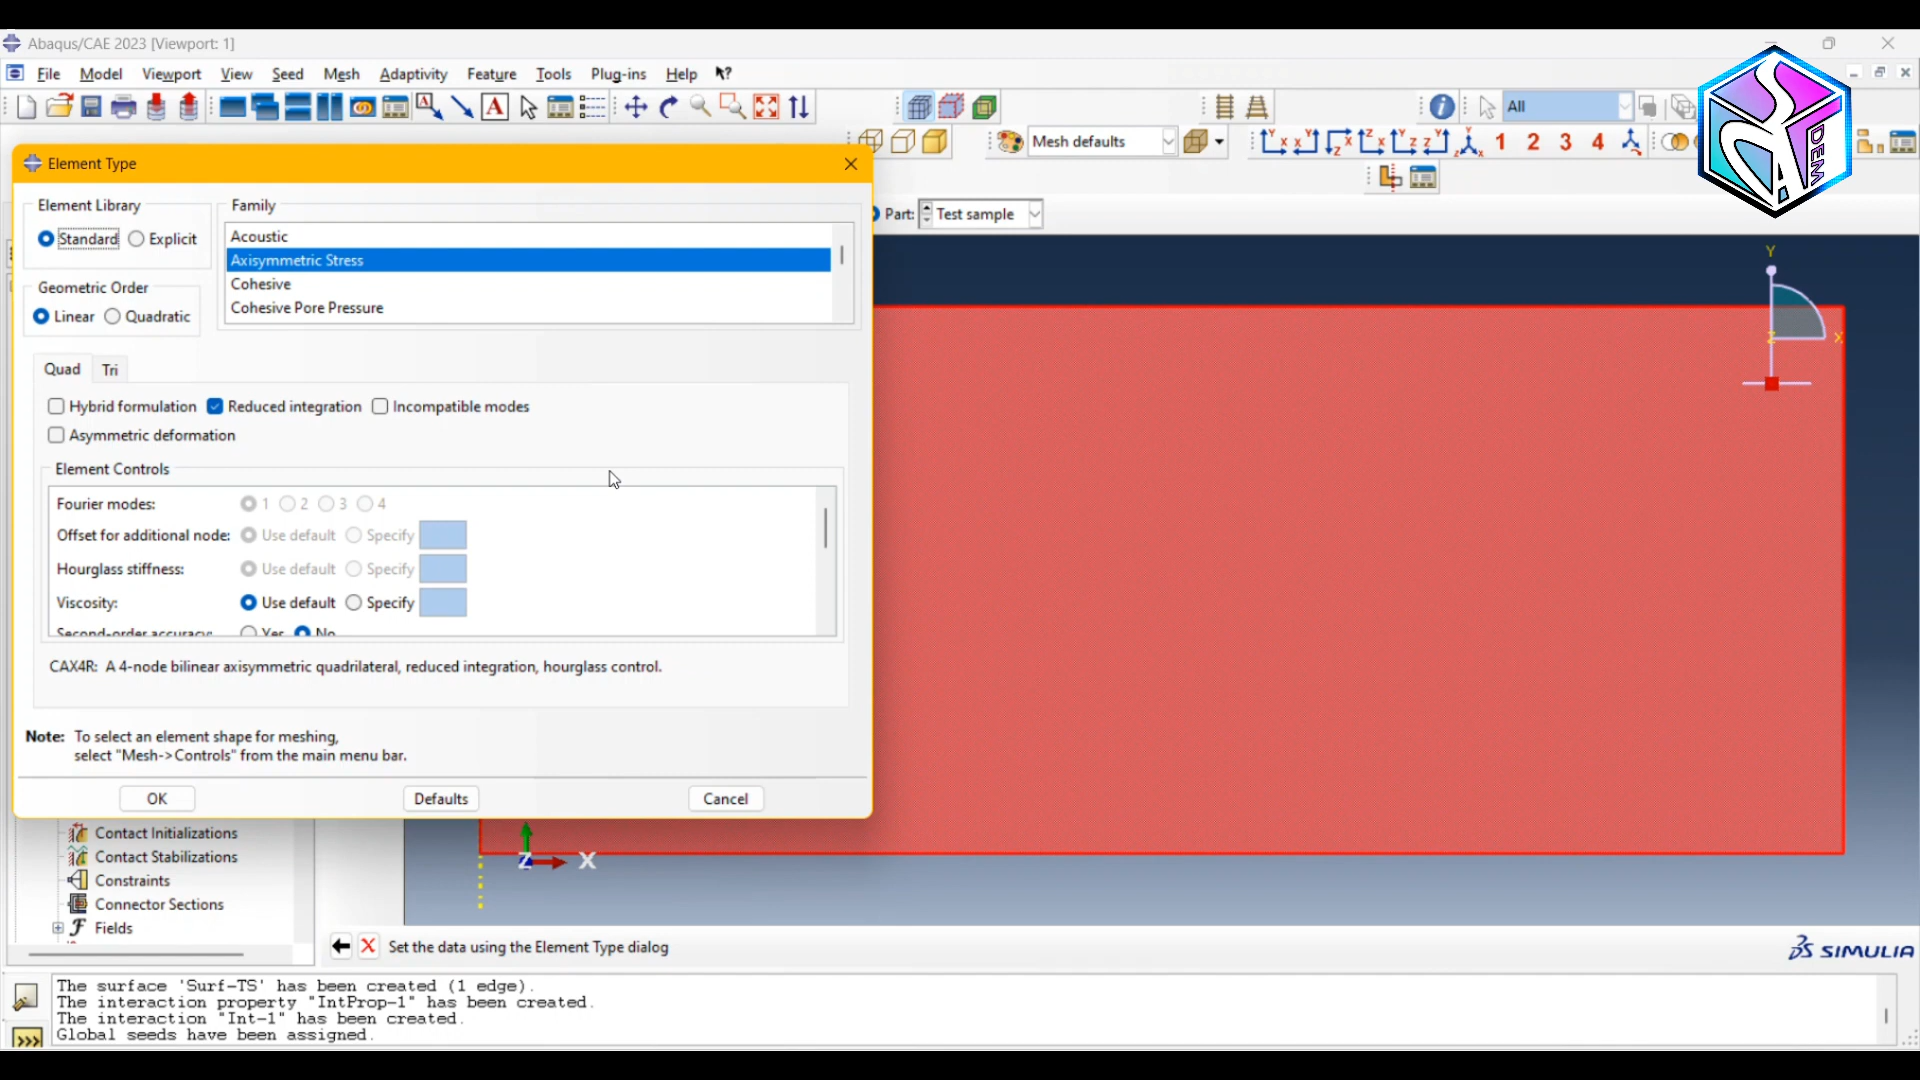 Abaqus/CAE 2023 [Viewport: 1]
File Model Viewport View Seed Mesh Adaptivity Feature Tools Plug-ins Help ?
A A i All
Mesh defaults 1 2 3 4
Element Type
Part: Test sample
Element Library
Standard Explicit
Geometric Order
Linear Quadratic
Family
Acoustic
Axisymmetric Stress
Cohesive
Cohesive Pore Pressure
Quad Tri
Hybrid formulation Reduced integration Incompatible modes
Asymmetric deformation
Element Controls
Fourier modes: 1 2 3 4
Offset for additional node: Use default Specify
Hourglass stiffness: Use default Specify
Viscosity: Use default Specify
Second-order accuracy: Yes No
CAX4R: A 4-node bilinear axisymmetric quadrilateral, reduced integration, hourglass control.
Note: To select an element shape for meshing,
select "Mesh->Controls" from the main menu bar.
OK Defaults Cancel
Y
Z X
Z X
Contact Initializations
Contact Stabilizations
Constraints
Connector Sections
Fields
Set the data using the Element Type dialog
SIMULIA
The surface 'Surf-TS' has been created (1 edge).
The interaction property "IntProp-1" has been created.
The interaction "Int-1" has been created.
Global seeds have been assigned.
>>>
DEM